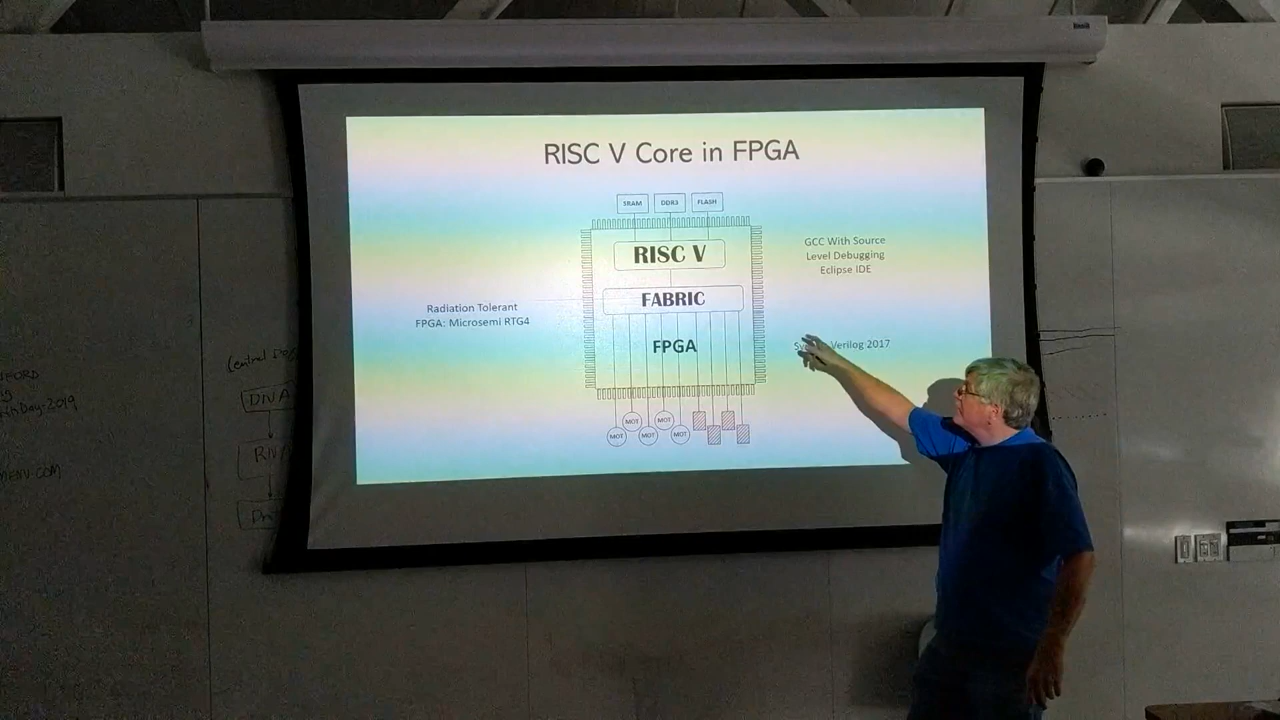 RISC V Core in FPGA
SRAM
DDR3
FLASH
RISC V
FABRIC
FPGA
MOT
MOT
MOT
MOT
MOT
GCC With Source
Level Debugging
Eclipse IDE
Radiation Tolerant
FPGA: Microsemi RTG4
Verilog 2017
Central